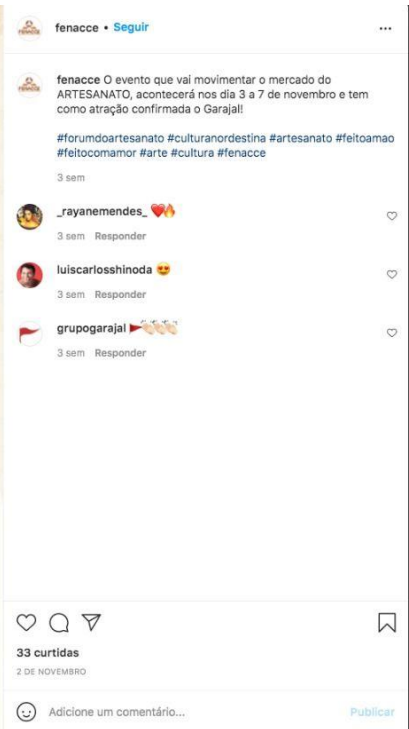 fenacce • Seguir
fenacce O evento que vai movimentar o mercado do
ARTESANATO, acontecerá nos dia 3 a 7 de novembro e tem
como atração confirmada o Garajal!
#forumdoartesanato #culturanordestina #artesanato #feitoamao
#feitocomamor #arte #cultura #fenacce
3 sem
_rayanemendes_ ❤️🔥
3 sem Responder
luiscarlosshinoda 😍
3 sem Responder
grupogarajal 🚩👏🏻👏🏻👏🏻
3 sem Responder
33 curtidas
2 DE NOVEMBRO
Adicione um comentário...
Publicar